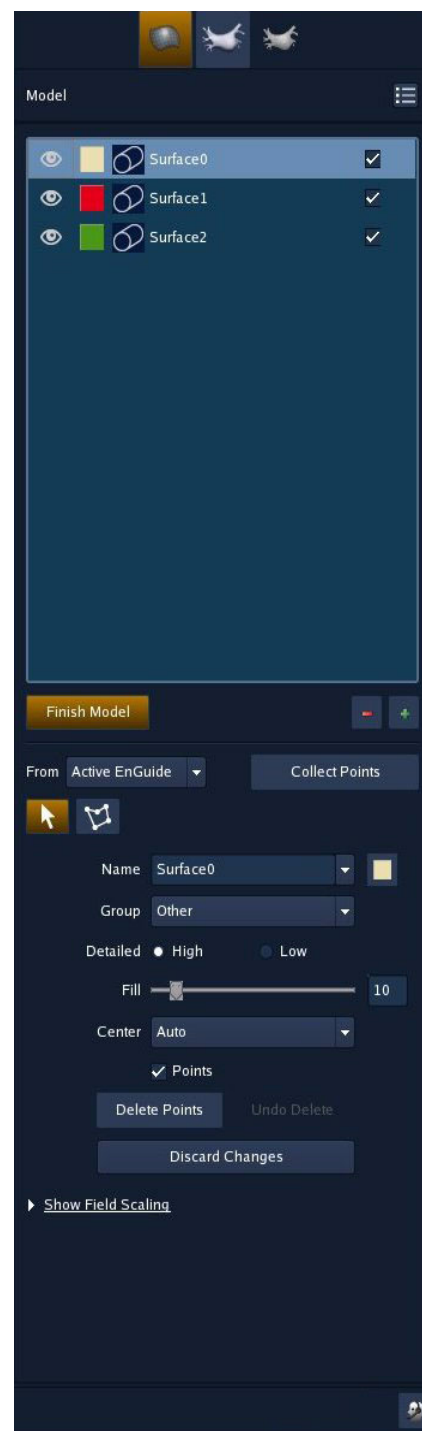 Model
Surface0
Surface1
Surface2
Finish Model
From Active EnGuide Collect Points
Name Surface0
Group Other
Detailed High Low
Fill 10
Center Auto
Points
Delete Points Undo Delete
Discard Changes
Show Field Scaling